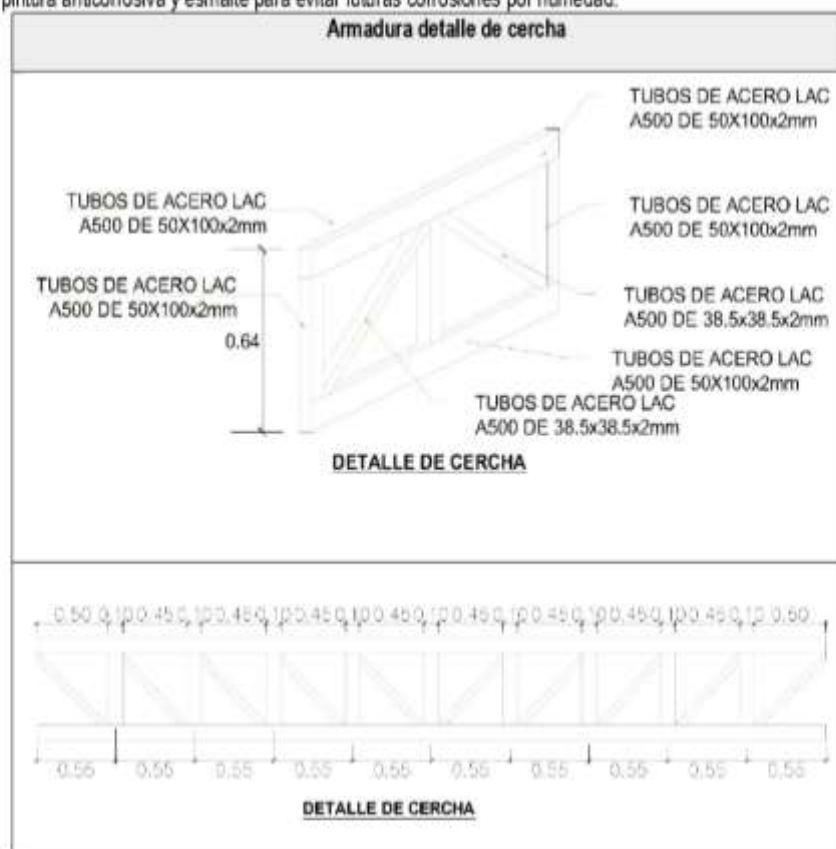 pintura anticorrosiva y esmalte para evitar futuras corrosiones por humedad.
Armadura detalle de cercha
TUBOS DE ACERO LAC
A500 DE 50X100x2mm
TUBOS DE ACERO LAC
A500 DE 50X100x2mm
TUBOS DE ACERO LAC
A500 DE 50X100x2mm
TUBOS DE ACERO LAC
A500 DE 50X100x2mm
0.64
TUBOS DE ACERO LAC
A500 DE 38.5x38.5x2mm
TUBOS DE ACERO LAC
A500 DE 50X100x2mm
TUBOS DE ACERO LAC
A500 DE 38.5x38.5x2mm
DETALLE DE CERCHA
0.50 0.10 0.45 0.10 0.45 0.10 0.45 0.10 0.45 0.10 0.45 0.10 0.45 0.10 0.45 0.10 0.45 0.10 0.50
0.55 0.55 0.55 0.55 0.55 0.55 0.55 0.55 0.55 0.55
DETALLE DE CERCHA